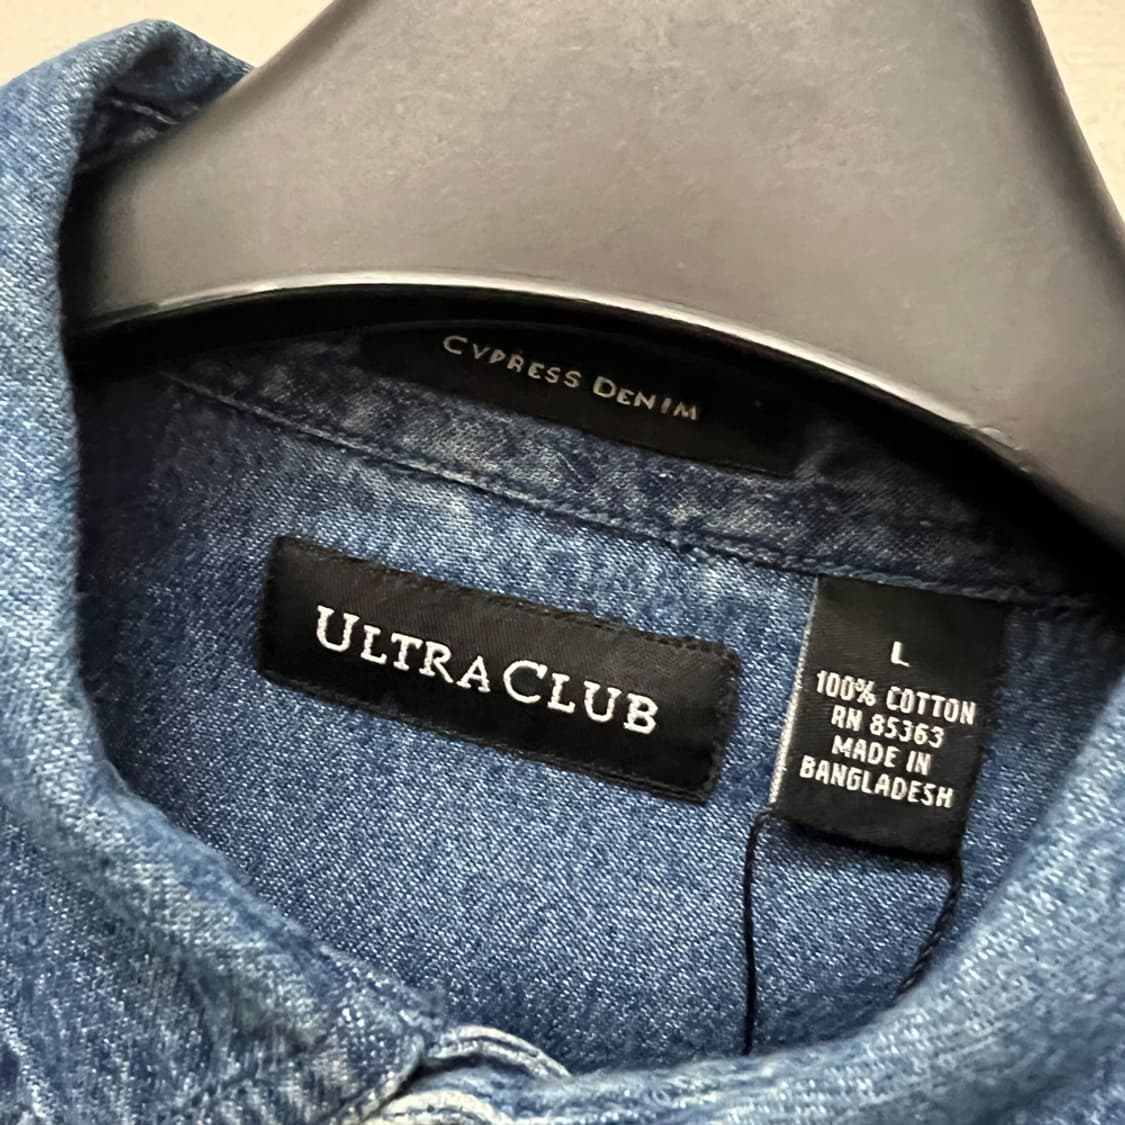 CYPRESS DENIM
ULTRACLUB
L
100% COTTON
RN 85363
MADE IN
BANGLADESH